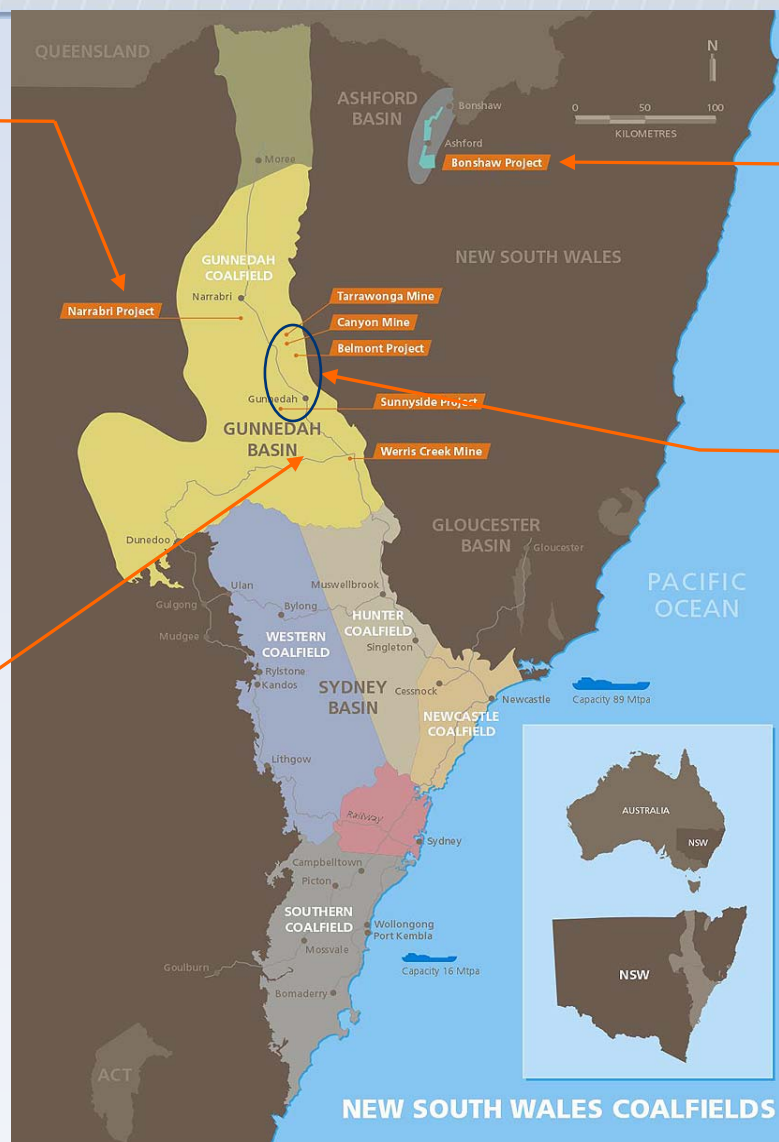 QUEENSLAND
N
ASHFORD
BASIN
Bonshaw
0 50 100
KILOMETRES
Ashford
Moree
Bonshaw Project
GUNNEDAH
COALFIELD
NEW SOUTH WALES
Narrabri
Tarrawonga Mine
Narrabri Project
Canyon Mine
Belmont Project
Gunnedah
Sunnyside Project
GUNNEDAH
BASIN
Werris Creek Mine
GLOUCESTER
BASIN
Dunedoo
Gloucester
Ulan
Muswellbrook
PACIFIC
OCEAN
Gulgong
Bylong
HUNTER
COALFIELD
Mudgee
WESTERN
COALFIELD
Singleton
Rylstone
Kandos
SYDNEY
BASIN
Cessnock
Newcastle
Capacity 89 Mtpa
NEWCASTLE
COALFIELD
Lithgow
Railway
Sydney
AUSTRALIA
NSW
Campbelltown
Picton
SOUTHERN
COALFIELD
Wollongong
Port Kembla
Mossvale
Goulburn
Capacity 16 Mtpa
NSW
Bomaderry
ACT
NEW SOUTH WALES COALFIELDS